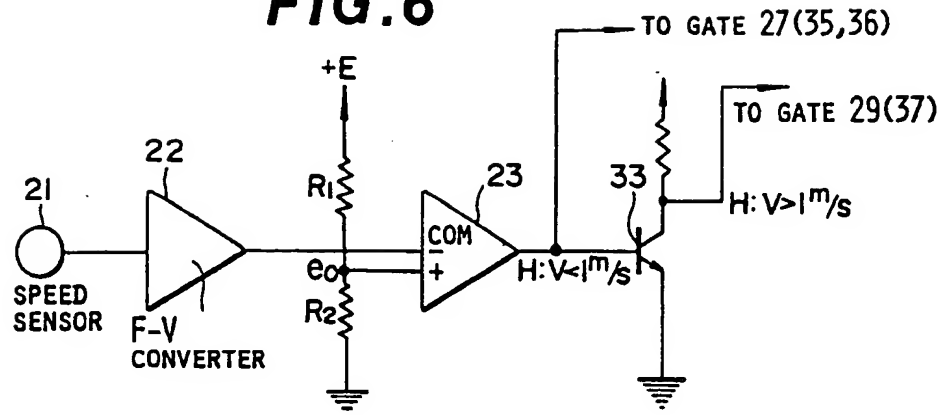 FIG.6
TO GATE 27(35,36)
+E
TO GATE 29(37)
22
R1
23
33
21
COM
H:V>1m/s
−
e0
+
H:V<1m/s
SPEED
SENSOR
R2
F-V
CONVERTER